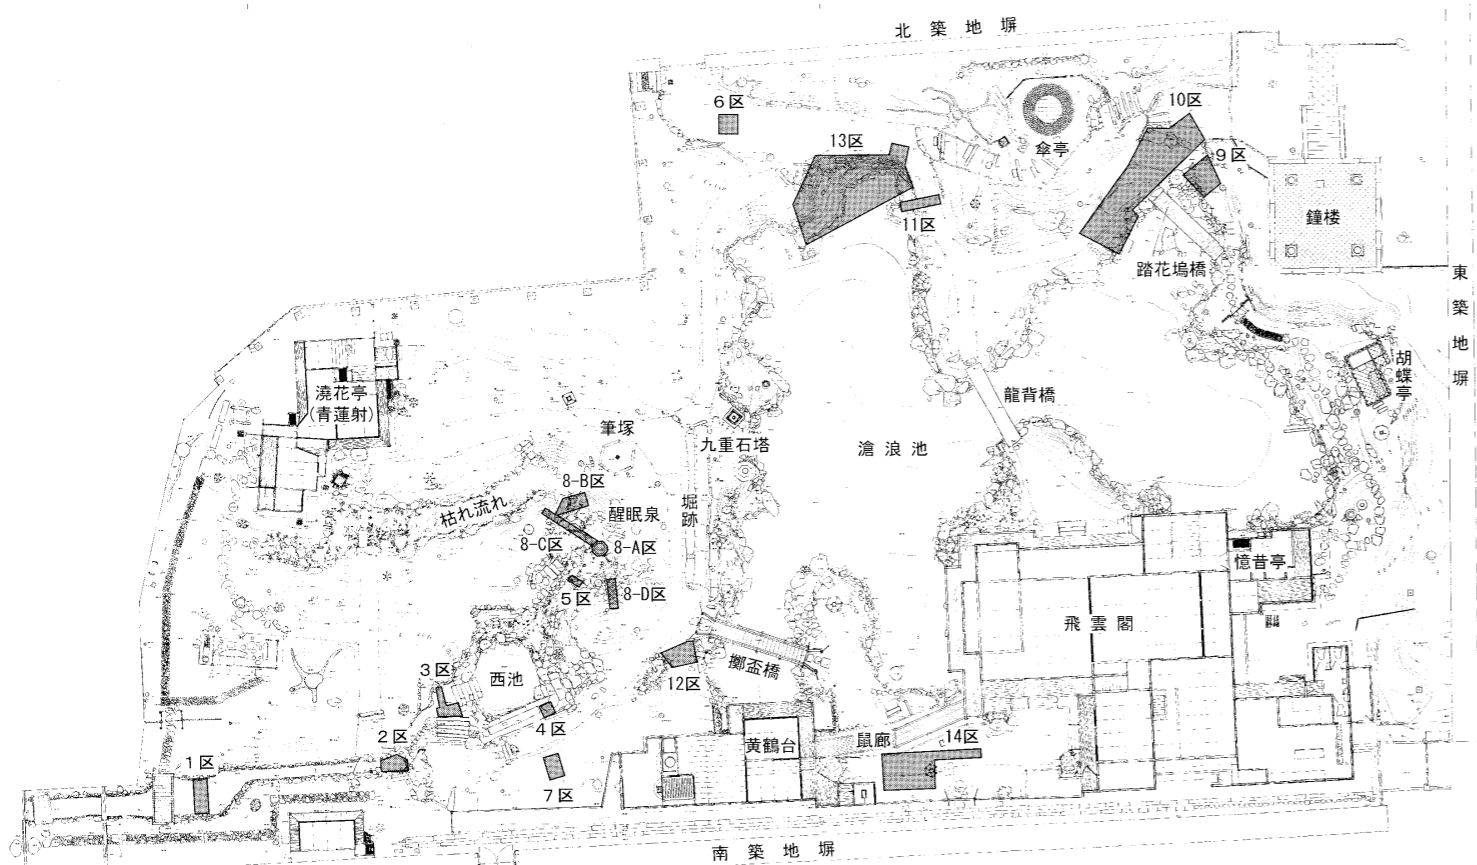 北築地塀
6区
10区
13区
傘亭
9区
11区
鐘楼
踏花塢橋
東築地塀
胡蝶亭
澆花亭
(青蓮射)
龍背橋
筆塚
九重石塔
滄浪池
8-B区
枯れ流れ
醒眠泉
堀跡
8-C区
8-A区
憶昔亭
5区
8-D区
飛雲閣
擲盃橋
3区
西池
12区
4区
2区
黄鶴台
鼠廊
14区
1区
7区
南築地塀